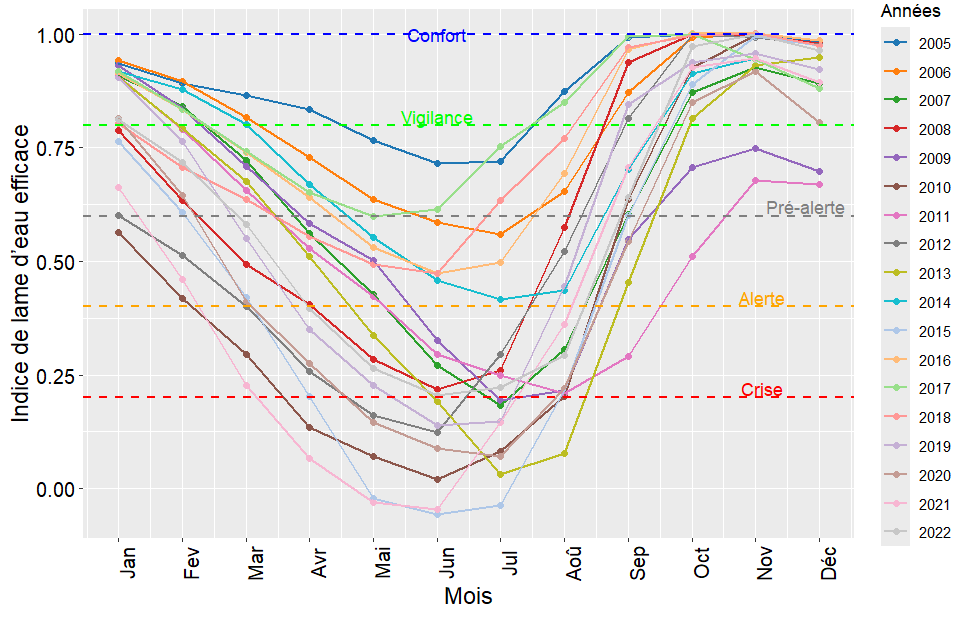 Années
1.00
Confort
2005
2006
2007
Vigilance
0.75
2008
2009
2010
Pré-alerte
2011
2012
0.50
2013
Alerte
2014
2015
0.25
2016
Crise
2017
2018
2019
0.00
2020
2021
2022
Indice de lame d'eau efficace
Jan
Fev
Mar
Avr
Mai
Jun
Jul
Aoû
Sep
Oct
Nov
Déc
Mois